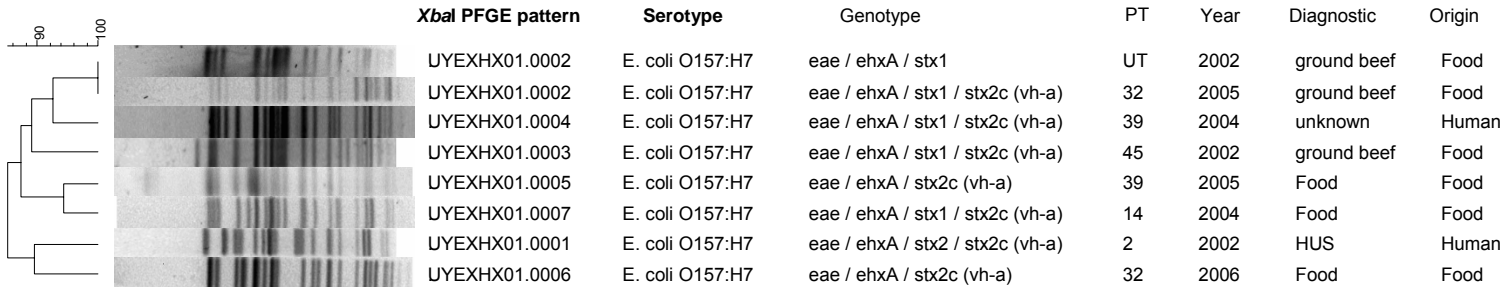 XbaI PFGE pattern Serotype Genotype PT Year Diagnostic Origin
90 100
UYEXHX01.0002 E. coli O157:H7 eae / ehxA / stx1 UT 2002 ground beef Food
UYEXHX01.0002 E. coli O157:H7 eae / ehxA / stx1 / stx2c (vh-a) 32 2005 ground beef Food
UYEXHX01.0004 E. coli O157:H7 eae / ehxA / stx1 / stx2c (vh-a) 39 2004 unknown Human
UYEXHX01.0003 E. coli O157:H7 eae / ehxA / stx1 / stx2c (vh-a) 45 2002 ground beef Food
UYEXHX01.0005 E. coli O157:H7 eae / ehxA / stx2c (vh-a) 39 2005 Food Food
UYEXHX01.0007 E. coli O157:H7 eae / ehxA / stx1 / stx2c (vh-a) 14 2004 Food Food
UYEXHX01.0001 E. coli O157:H7 eae / ehxA / stx2 / stx2c (vh-a) 2 2002 HUS Human
UYEXHX01.0006 E. coli O157:H7 eae / ehxA / stx2c (vh-a) 32 2006 Food Food